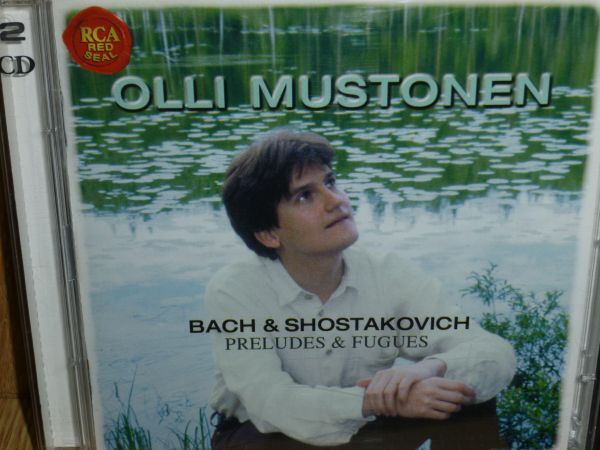 2
CD
RCA
RED
SEAL
OLLI MUSTONEN
BACH & SHOSTAKOVICH
PRELUDES & FUGUES